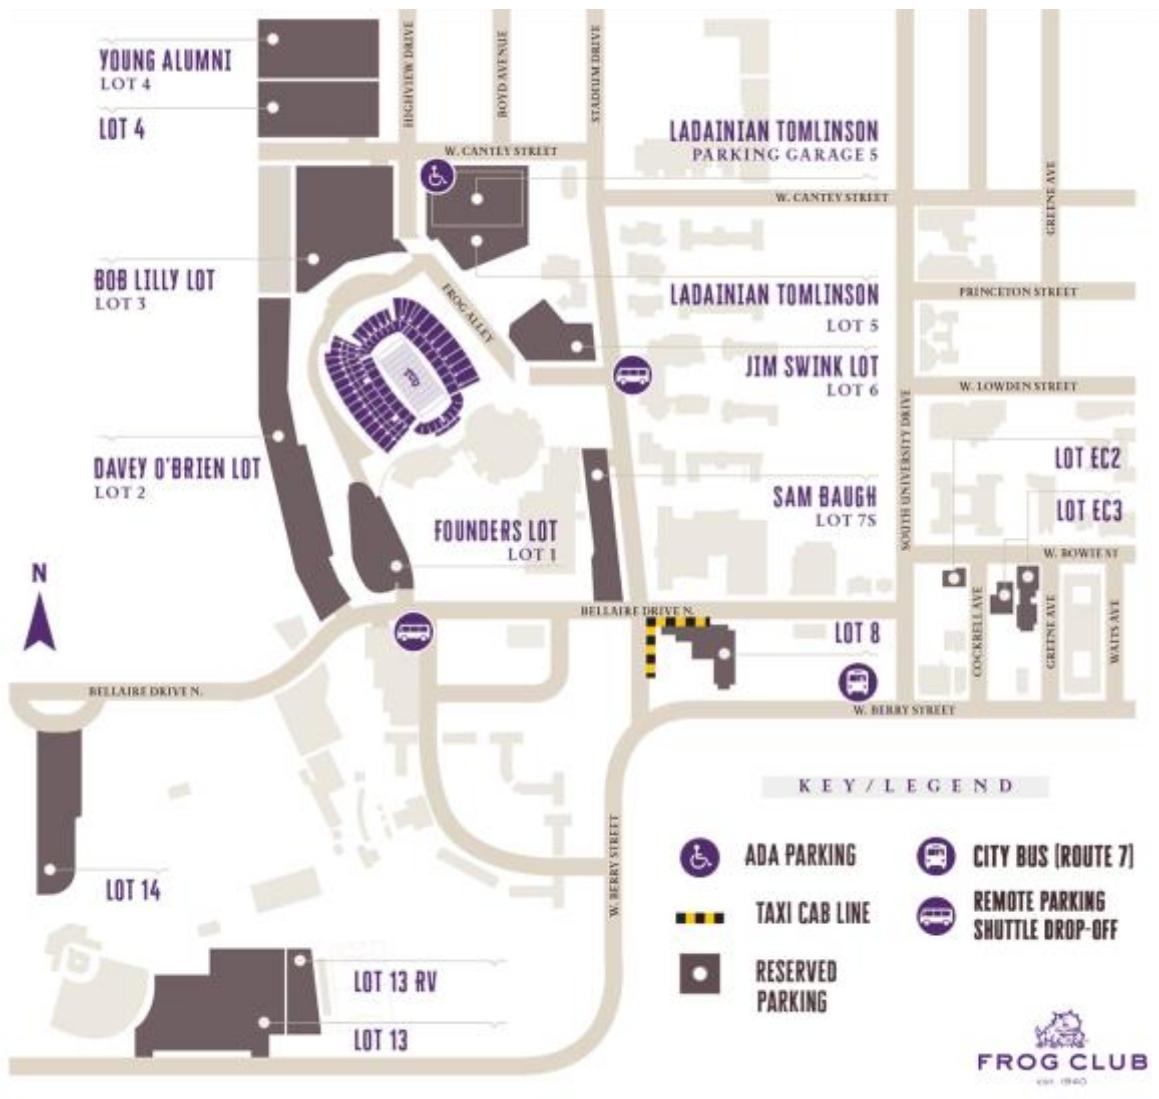 YOUNG ALUMNI
LOT 4
LOT 4
HIGHVIEW DRIVE
BOYD AVENUE
STADIUM DRIVE
W. CANTEY STREET
LADAINIAN TOMLINSON
PARKING GARAGE 5
W. CANTEY STREET
GREENE AVE
BOB LILLY LOT
LOT 3
FROG ALLEY
LADAINIAN TOMLINSON
LOT 5
PRINCETON STREET
JIM SWINK LOT
LOT 6
W. LOWDEN STREET
tcu
SOUTH UNIVERSITY DRIVE
DAVEY O'BRIEN LOT
LOT 2
LOT EC2
SAM BAUGH
LOT 7S
LOT EC3
FOUNDERS LOT
LOT 1
W. BOWIE ST
N
BELLAIRE DRIVE N.
LOT 8
COCKRELL AVE
GREENE AVE
WAITS AVE
BELLAIRE DRIVE N.
W. BERRY STREET
KEY/LEGEND
W. BERRY STREET
ADA PARKING
CITY BUS (ROUTE 7)
TAXI CAB LINE
REMOTE PARKING
SHUTTLE DROP-OFF
RESERVED
PARKING
LOT 14
LOT 13 RV
LOT 13
FROG CLUB
EST. 1940